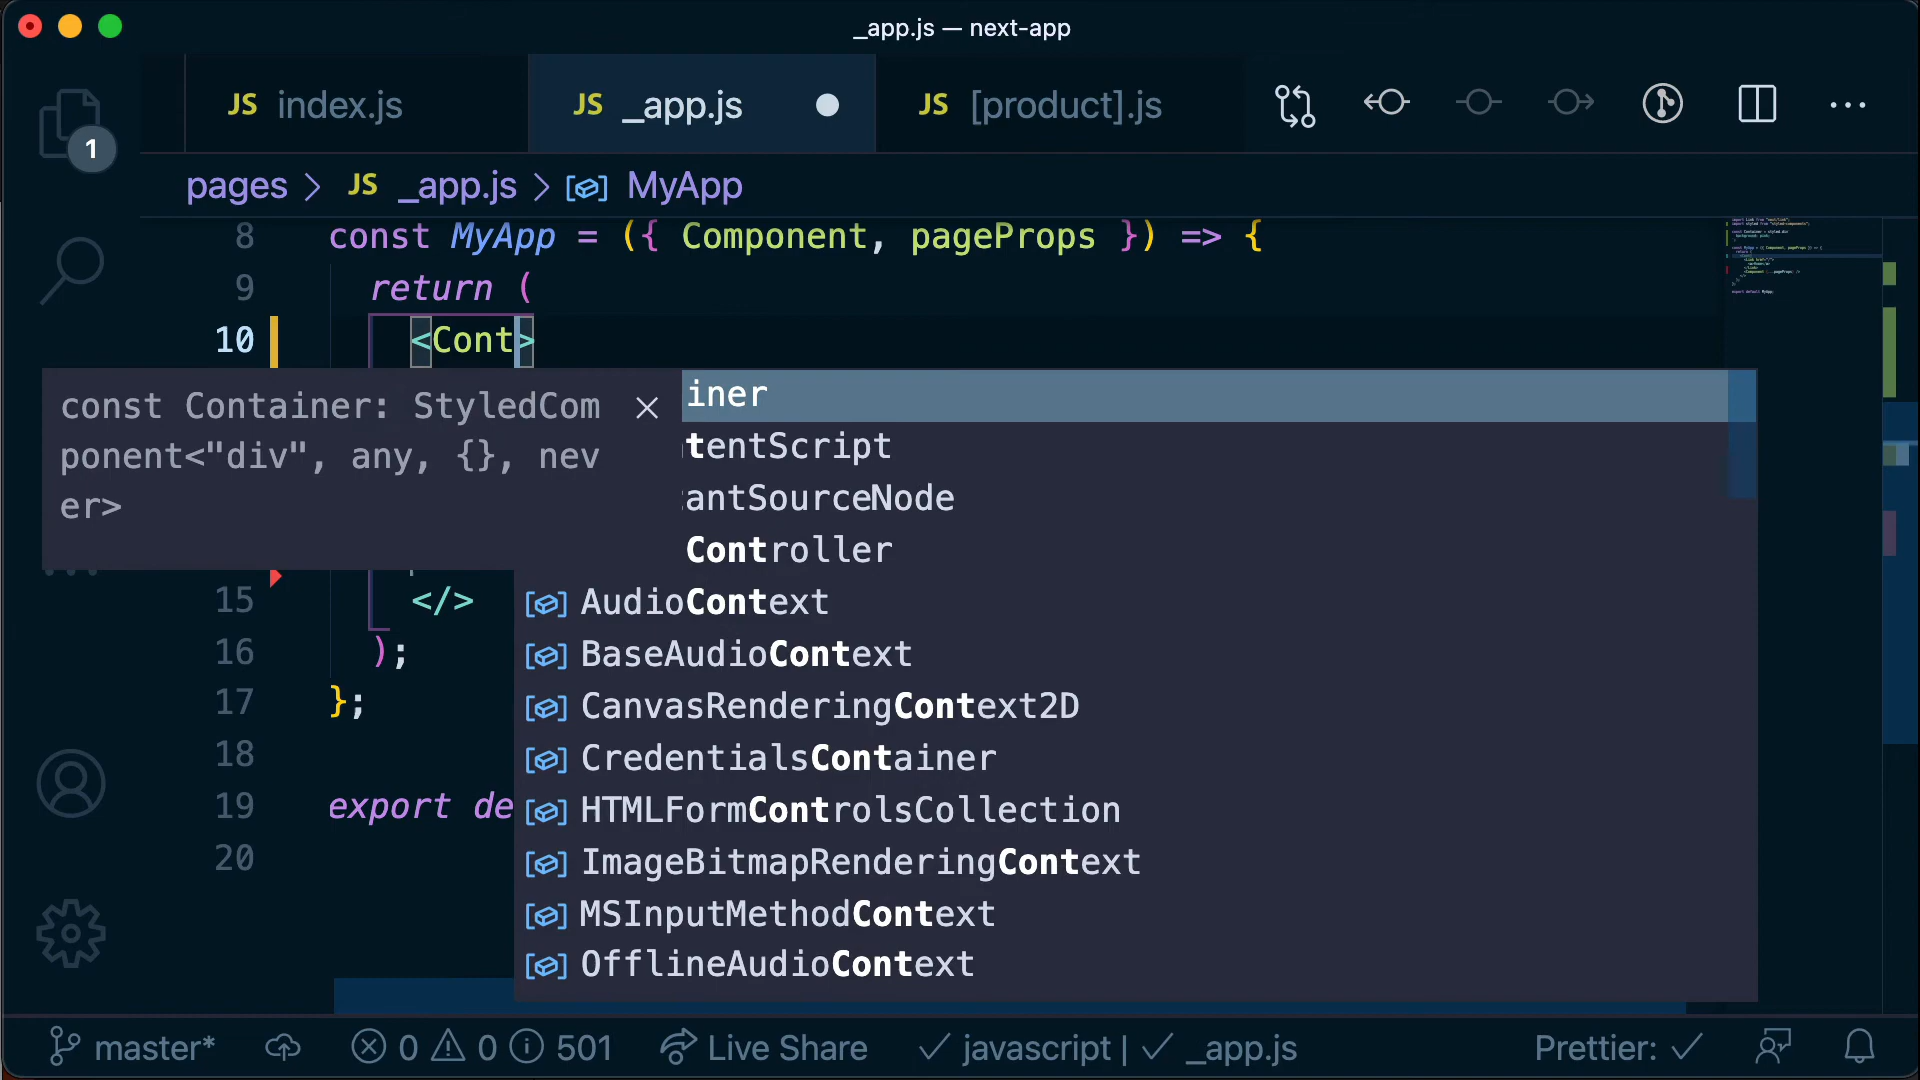 _app.js — next-app
JS index.js
JS _app.js
JS [product].js
1
pages > JS _app.js > MyApp
8 const MyApp = ({ Component, pageProps }) => {
9 return (
10 <Cont>
const Container: StyledCom
ponent<"div", any, {}, nev
er>
iner
tentScript
antSourceNode
Controller
15 </>
AudioContext
16 );
BaseAudioContext
17 };
CanvasRenderingContext2D
18
CredentialsContainer
19 export de
HTMLFormControlsCollection
20
ImageBitmapRenderingContext
MSInputMethodContext
OfflineAudioContext
master* 0 0 501 Live Share ✓ javascript | ✓ _app.js Prettier: ✓